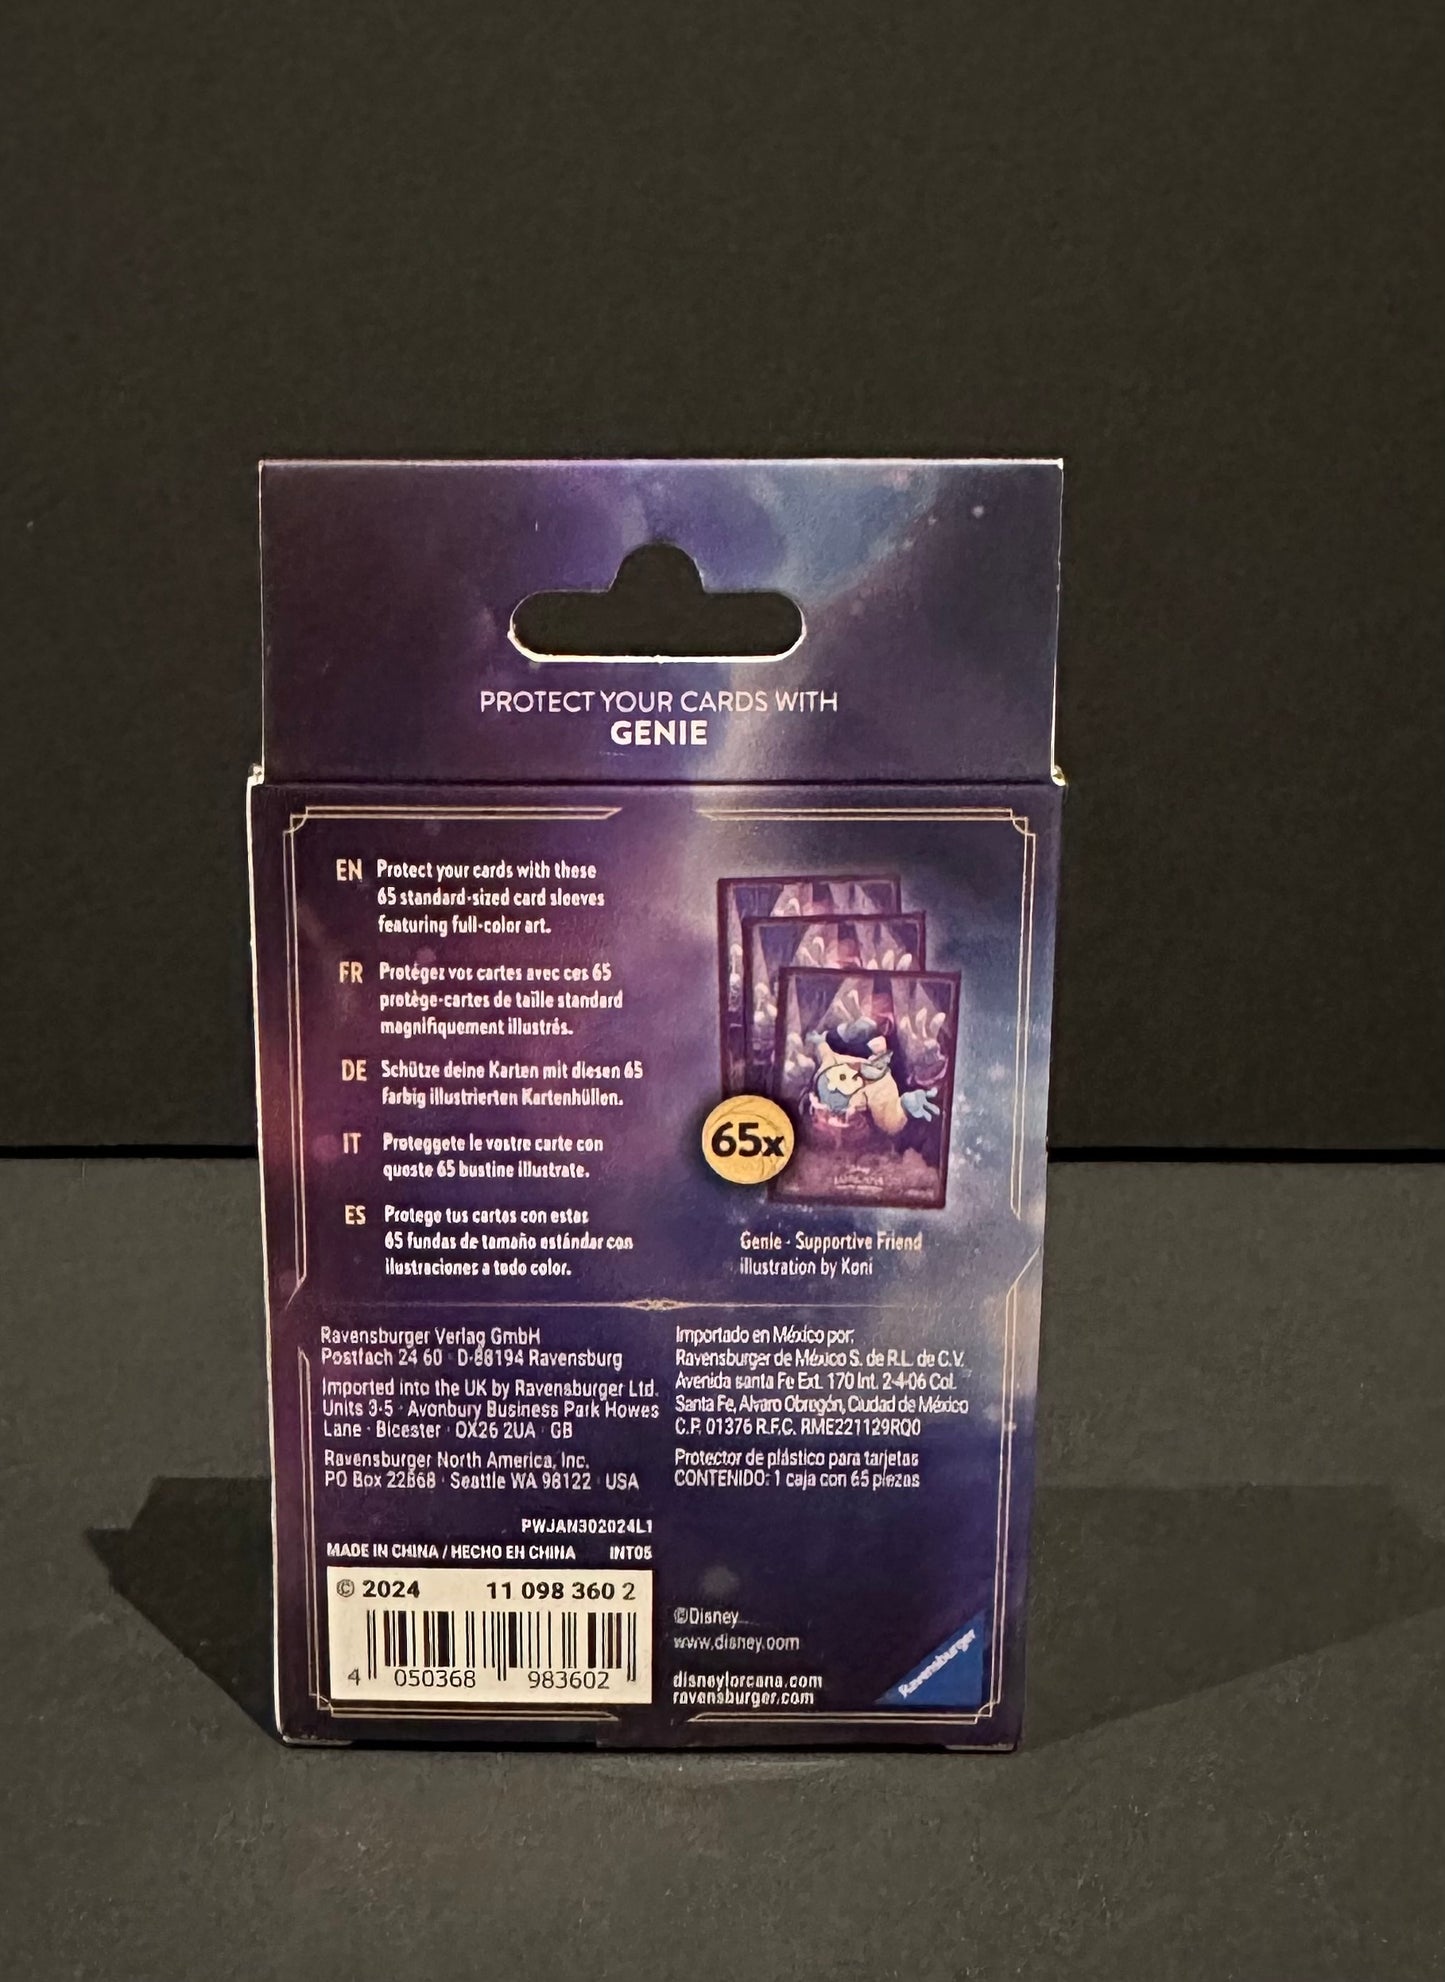 PROTECT YOUR CARDS WITH
GENIE
EN Protect your cards with these
65 standard-sized card sleeves
featuring full-color art.
FR Protégez vos cartes avec ces 65
protège-cartes de taille standard
magnifiquement illustrés.
DE Schütze deine Karten mit diesen 65
farbig illustrierten Kartenhüllen.
IT Proteggete le vostre carte con
queste 65 bustine illustrate.
ES Protege tus cartas con estas
65 fundas de tamaño estándar con
ilustraciones a todo color.
65x
Genie - Supportive Friend
illustration by Koni
Ravensburger Verlag GmbH
Postfach 24 60 · D-88194 Ravensburg
Imported into the UK by Ravensburger Ltd.
Units 3-5 · Avonbury Business Park Howes
Lane · Bicester · OX26 2UA · GB
Ravensburger North America, Inc.
PO Box 22868 · Seattle WA 98122 · USA
Importado en México por:
Ravensburger de México S. de R.L. de C.V.
Avenida santa Fe Ext. 170 Int. 2-4-06 Col.
Santa Fe, Alvaro Obregón, Ciudad de México
C.P. 01376 R.F.C. RME221129RQ0
Protector de plástico para tarjetas
CONTENIDO: 1 caja con 65 piezas
PWJAN302024L1
MADE IN CHINA / HECHO EN CHINA INT05
© 2024 11 098 360 2
4 050368 983602
©Disney
www.disney.com
disneylorcana.com
ravensburger.com
Ravensburger